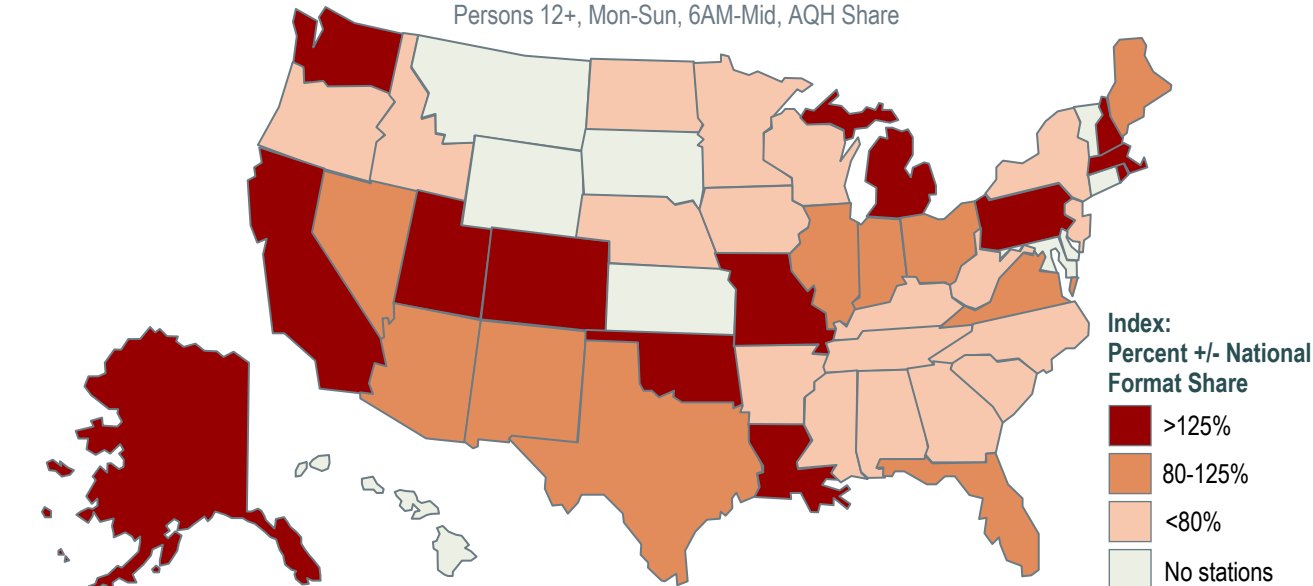 Persons 12+, Mon-Sun, 6AM-Mid, AQH Share
Index:
Percent +/- National
Format Share
>125%
80-125%
<80%
No stations